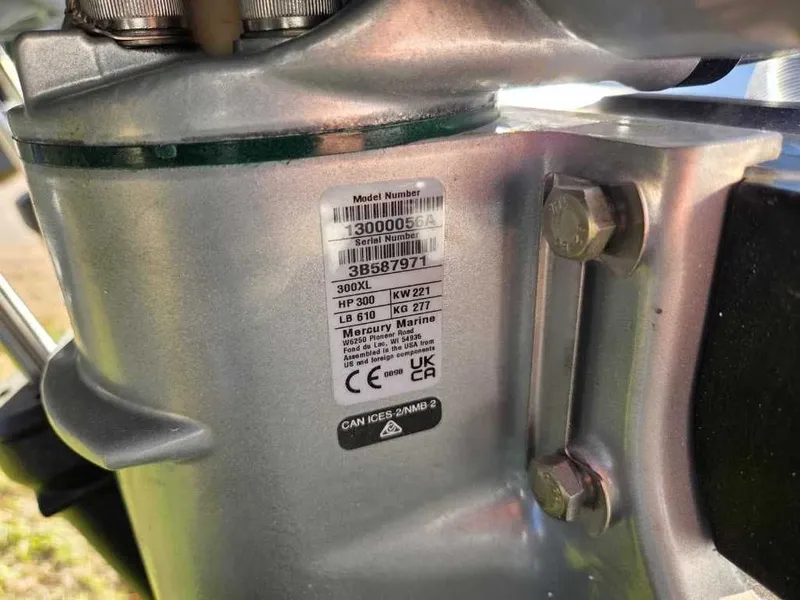 Model Number
13000056A
Serial Number
3B587971
300XL
HP 300 KW 221
LB 610 KG 277
Mercury Marine
W6250 Pioneer Road
Fond du Lac, WI 54935
Assembled in the USA from
US and foreign components
CE 0098 UK
CA
CAN ICES-2/NMB-2